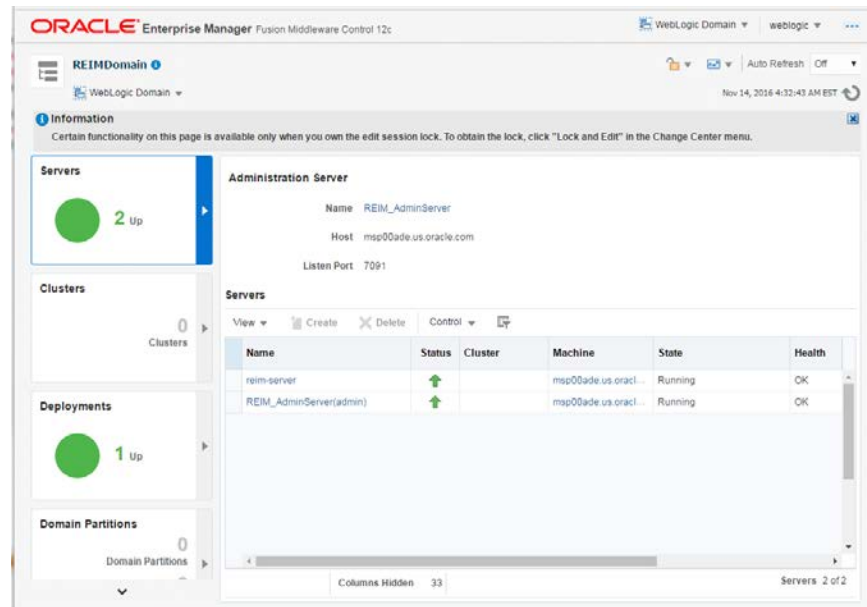 ORACLE Enterprise Manager Fusion Middleware Control 12c
WebLogic Domain
weblogic
REIMDomain
WebLogic Domain
Auto Refresh Off
Nov 14, 2016 4:32:43 AM EST
Information
Certain functionality on this page is available only when you own the edit session lock. To obtain the lock, click "Lock and Edit" in the Change Center menu.
Servers
2 Up
Clusters
0
Clusters
Deployments
1 Up
Domain Partitions
0
Domain Partitions
Administration Server
Name REIM_AdminServer
Host msp00ade.us.oracle.com
Listen Port 7091
Servers
View Create Delete Control
Name Status Cluster Machine State Health
reim-server msp00ade.us.oracl... Running OK
REIM_AdminServer(admin) msp00ade.us.oracl... Running OK
Columns Hidden 33
Servers 2 of 2